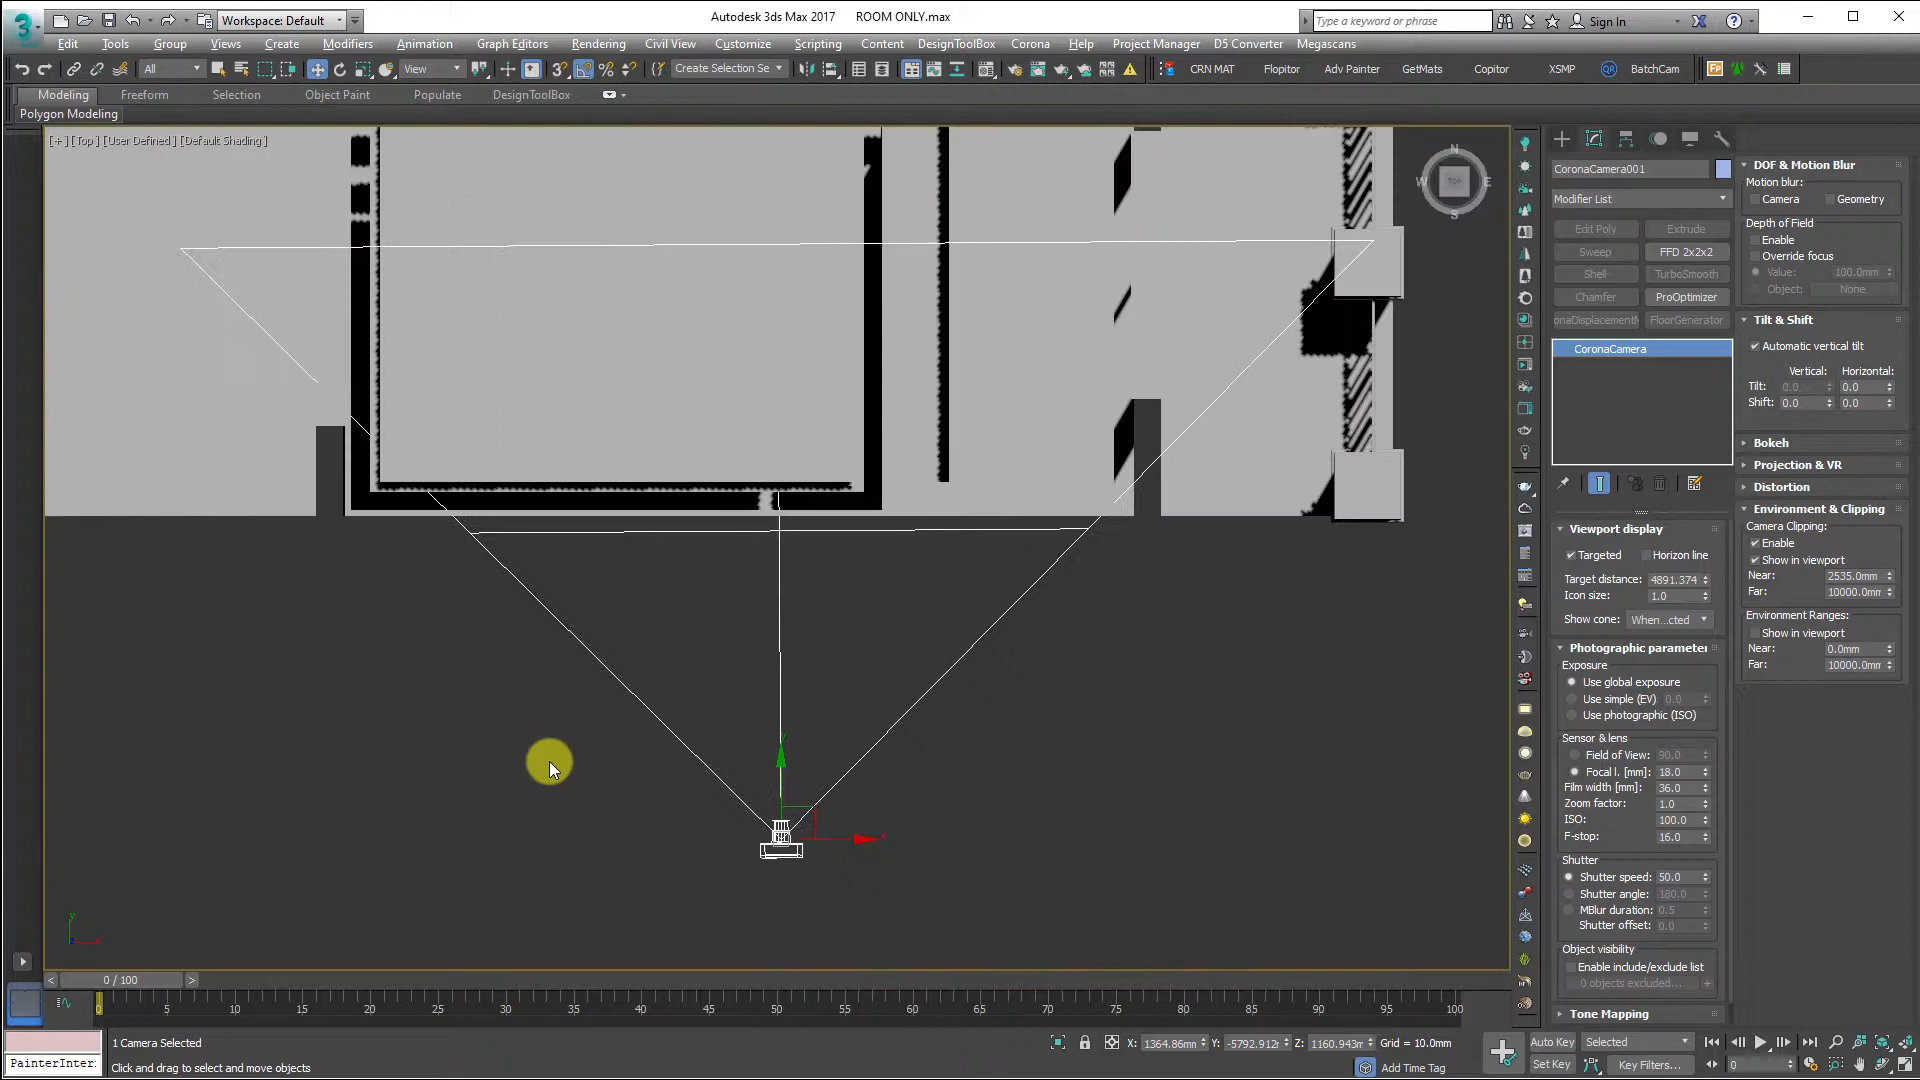 3
MAX
Workspace: Default
Autodesk 3ds Max 2017    ROOM ONLY.max
Type a keyword or phrase
Sign In
Edit Tools Group Views Create Modifiers Animation Graph Editors Rendering Civil View Customize Scripting Content DesignToolBox Corona Help Project Manager D5 Converter Megascans
All
View
Create Selection Se
CRN MAT Flopitor Adv Painter GetMats Copitor XSMP BatchCam
Modeling Freeform Selection Object Paint Populate DesignToolBox
Polygon Modeling
[+] [Top] [User Defined] [Default Shading]
N
W TOP E
S
CoronaCamera001
Modifier List
Edit Poly Extrude
Sweep FFD 2x2x2
Shell TurboSmooth
Chamfer ProOptimizer
onaDisplacementM FloorGenerator
CoronaCamera
Viewport display
Targeted Horizon line
Target distance: 4891.374
Icon size: 1.0
Show cone: When...cted
Photographic parameter
Exposure
Use global exposure
Use simple (EV) 0.0
Use photographic (ISO)
Sensor & lens
Field of View: 90.0
Focal l. [mm]: 18.0
Film width [mm]: 36.0
Zoom factor: 1.0
ISO: 100.0
F-stop: 16.0
Shutter
Shutter speed: 50.0
Shutter angle: 180.0
MBlur duration: 0.5
Shutter offset: 0.0
Object visibility
Enable include/exclude list
0 objects excluded...
Tone Mapping
DOF & Motion Blur
Motion blur:
Camera Geometry
Depth of Field
Enable
Override focus
Value: 100.0mm
Object: None
Tilt & Shift
Automatic vertical tilt
Vertical: Horizontal:
Tilt: 0.0 0.0
Shift: 0.0 0.0
Bokeh
Projection & VR
Distortion
Environment & Clipping
Camera Clipping:
Enable
Show in viewport
Near: 2535.0mm
Far: 10000.0mm
Environment Ranges:
Show in viewport
Near: 0.0mm
Far: 10000.0mm
y
x
y
x
< 0 / 100 >
0 5 10 15 20 25 30 35 40 45 50 55 60 65 70 75 80 85 90 95 100
1 Camera Selected
X: 1364.86mm Y: -5792.912m Z: 1160.943m Grid = 10.0mm
Auto Key Selected
PainterInter:
Click and drag to select and move objects
Add Time Tag
Set Key Key Filters...
0